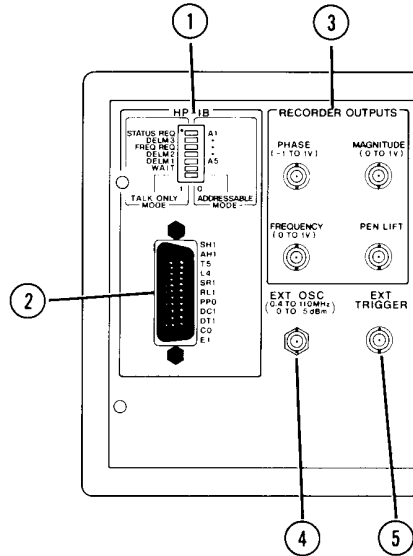 1
3
HP-IB
STATUS REQ
DELM3
FREQ REQ
DELM2
DELM1
WAIT
A1
A5
1 0
TALK ONLY
MODE
ADDRESSABLE
MODE
RECORDER OUTPUTS
PHASE
(-1 TO 1V)
MAGNITUDE
(0 TO 1V)
FREQUENCY
(0 TO 1V)
PEN LIFT
2
SH1
AH1
T5
L4
SR1
RL1
PP0
DC1
DT1
C0
E1
EXT OSC
(0.4 TO 110MHz
0 TO 5dBm)
EXT
TRIGGER
4
5